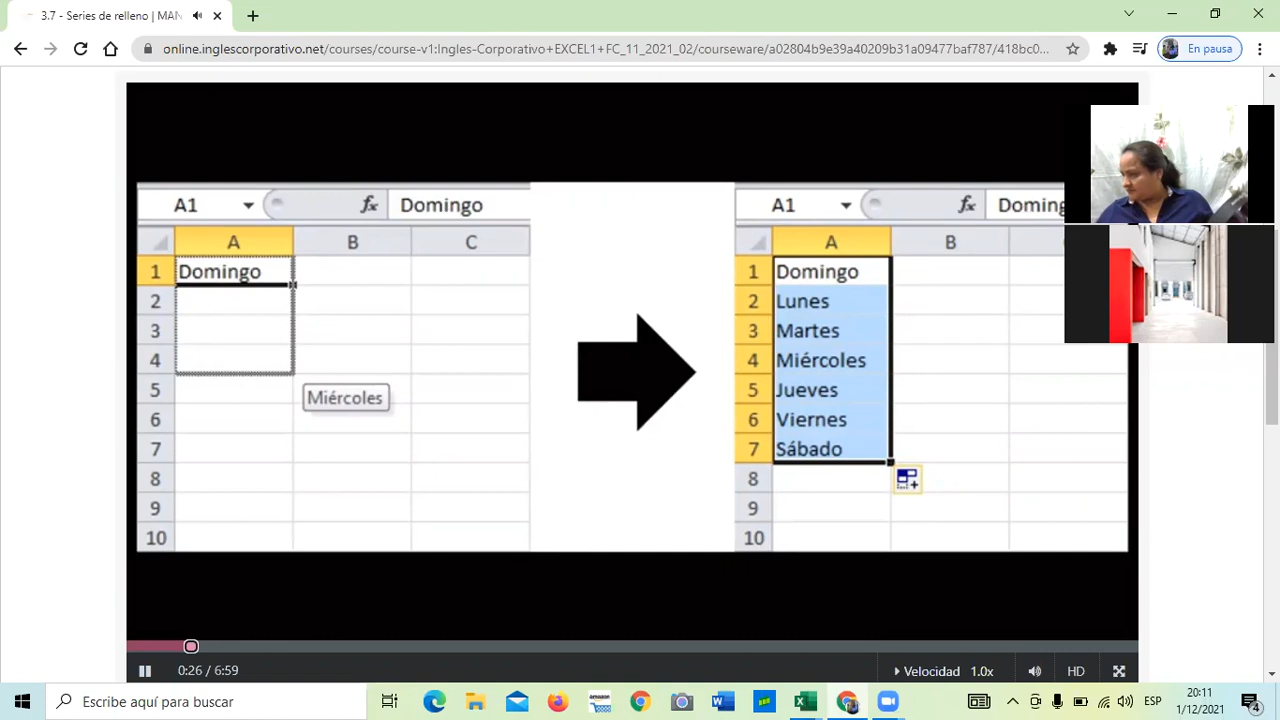 3.7 - Series de relleno | MAN
online.inglescorporativo.net/courses/course-v1:Ingles-Corporativo+EXCEL1+FC_11_2021_02/courseware/a02804b9e39a40209b31a09477baf787/418bc0...
En pausa
A1 fx Domingo
A B C
1 Domingo
2
3
4
5
6
7
8
9
10
Miércoles
A1 fx Doming
A B
1 Domingo
2 Lunes
3 Martes
4 Miércoles
5 Jueves
6 Viernes
7 Sábado
8
9
10
0:26 / 6:59
Velocidad 1.0x
HD
Escribe aquí para buscar
amazon
ESP
20:11
1/12/2021
4